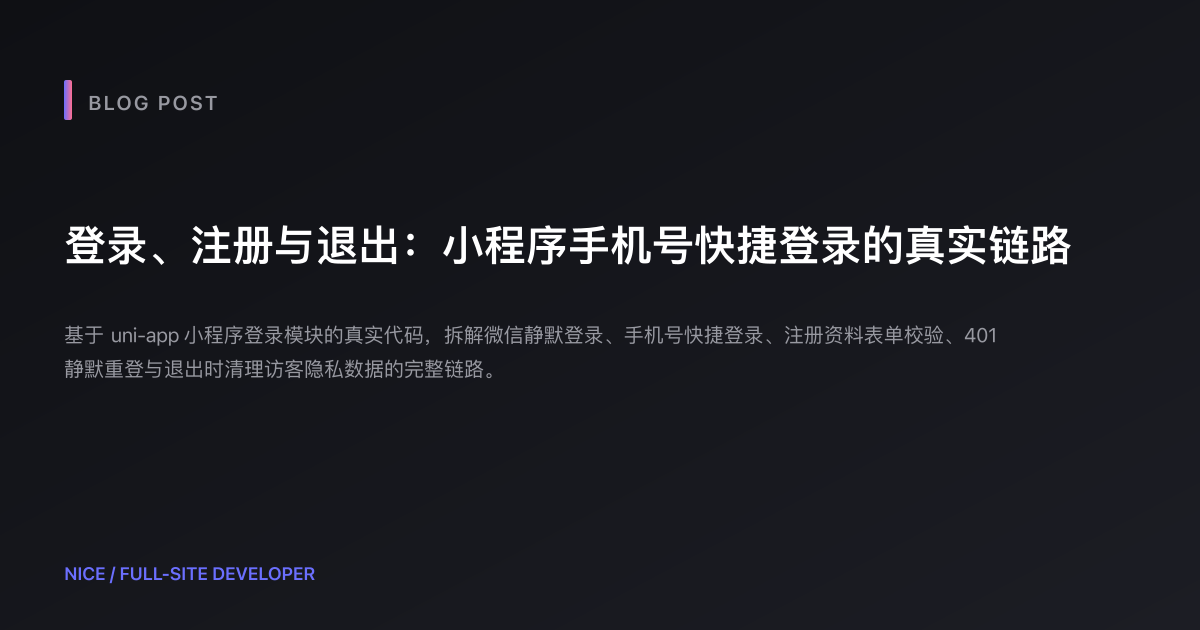 BLOG POST
登录、注册与退出：小程序手机号快捷登录的真实链路
基于 uni-app 小程序登录模块的真实代码，拆解微信静默登录、手机号快捷登录、注册资料表单校验、401
静默重登与退出时清理访客隐私数据的完整链路。
NICE / FULL-SITE DEVELOPER